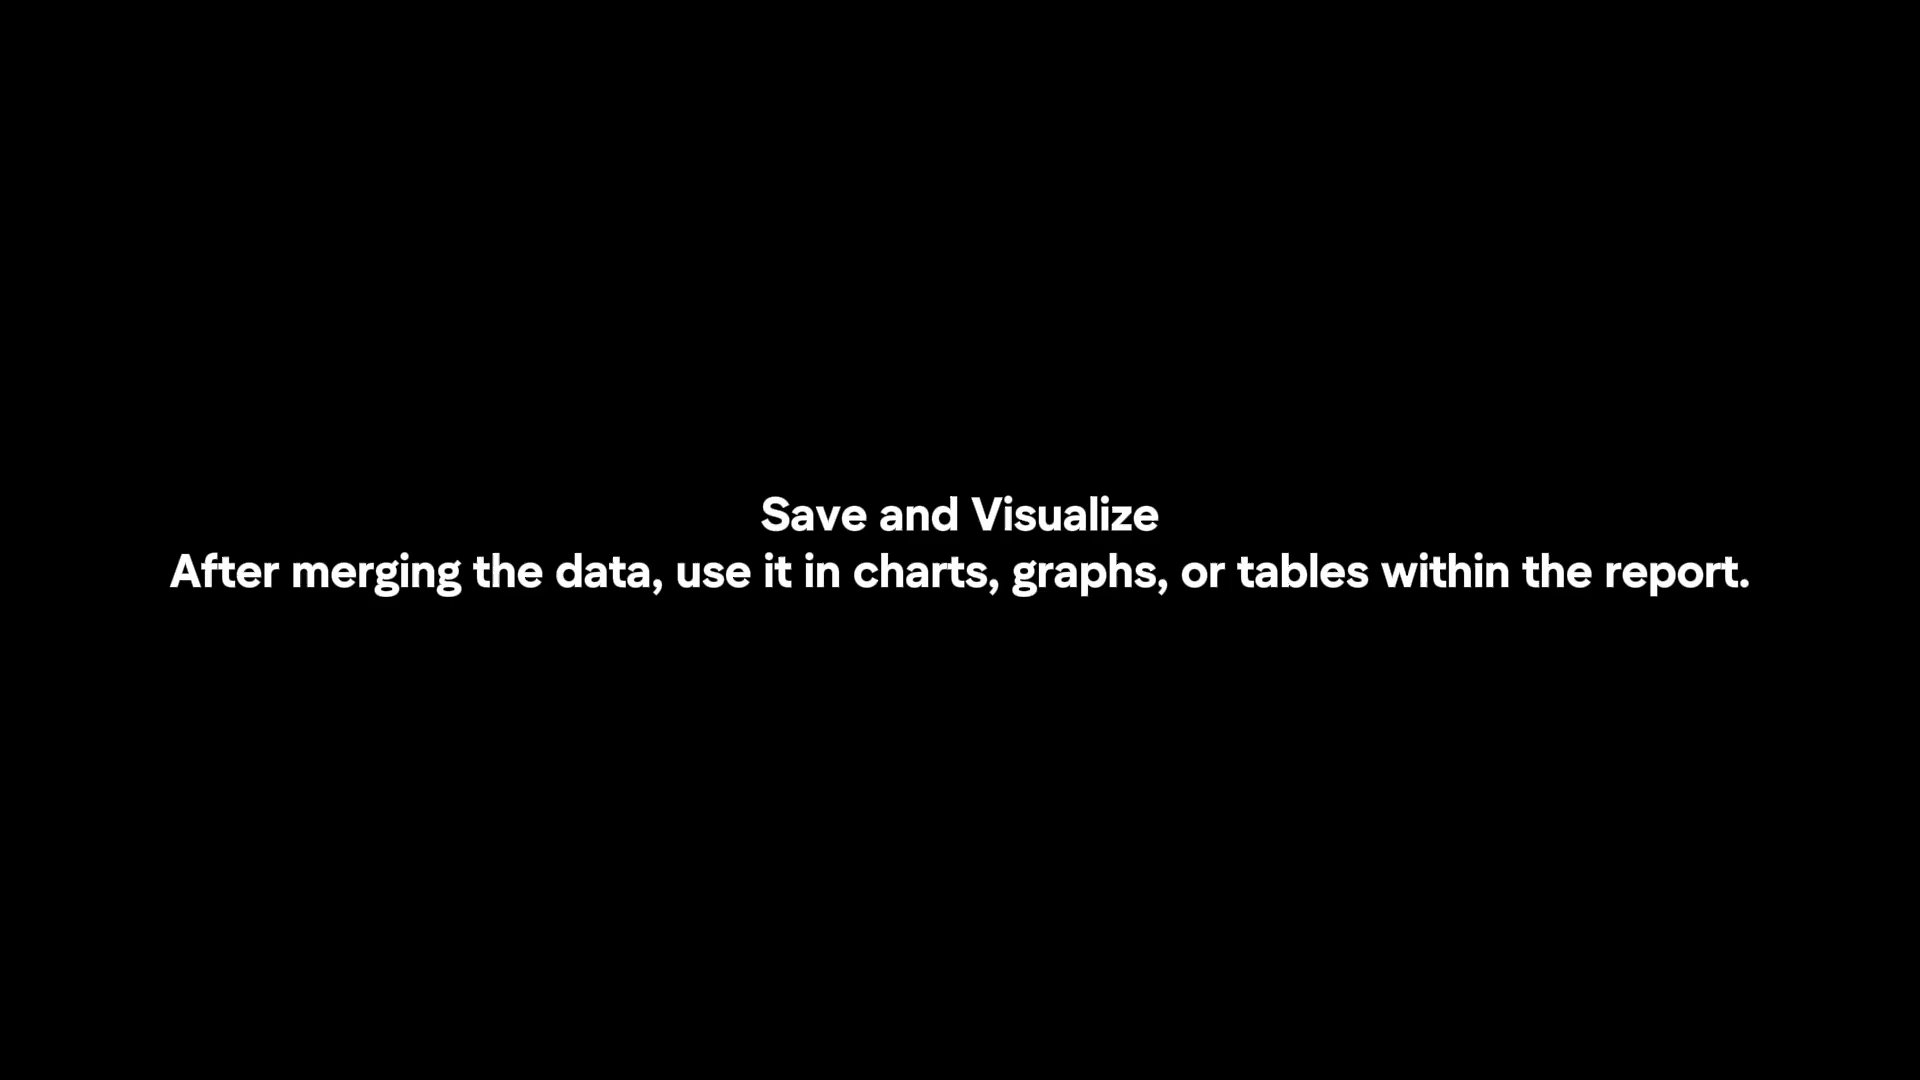 Save and Visualize
After merging the data, use it in charts, graphs, or tables within the report.